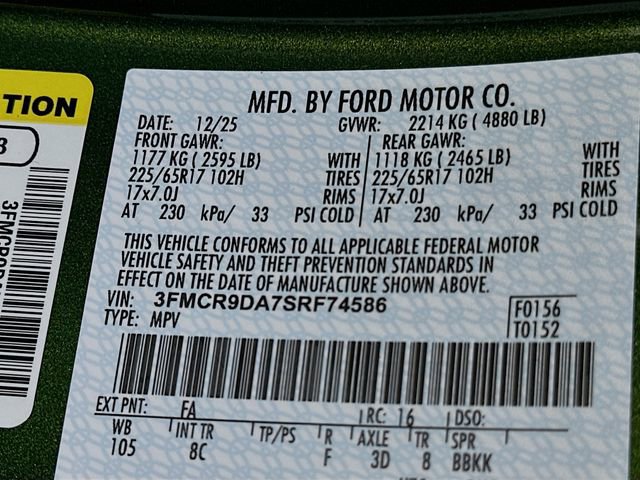 TION
3
MFD. BY FORD MOTOR CO.
DATE: 12/25 GVWR: 2214 KG ( 4880 LB)
FRONT GAWR: REAR GAWR:
1177 KG ( 2595 LB) WITH 1118 KG ( 2465 LB) WITH
225/65R17 102H TIRES 225/65R17 102H TIRES
17x7.0J RIMS 17x7.0J RIMS
AT 230 kPa/ 33 PSI COLD AT 230 kPa/ 33 PSI COLD
THIS VEHICLE CONFORMS TO ALL APPLICABLE FEDERAL MOTOR
VEHICLE SAFETY AND THEFT PREVENTION STANDARDS IN
EFFECT ON THE DATE OF MANUFACTURE SHOWN ABOVE.
VIN: 3FMCR9DA7SRF74586 F0156
TYPE: MPV T0152
EXT PNT: FA RC: 16 DSO:
WB INT TR TP/PS R AXLE TR SPR
105 8C F 3D 8 BBKK